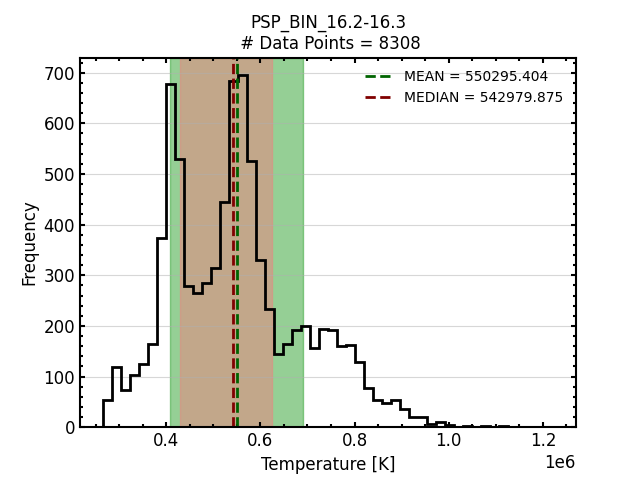 PSP_BIN_16.2-16.3
# Data Points = 8308
MEAN = 550295.404
MEDIAN = 542979.875
Frequency
700
600
500
400
300
200
100
0
0.4 0.6 0.8 1.0 1.2
1e6
Temperature [K]